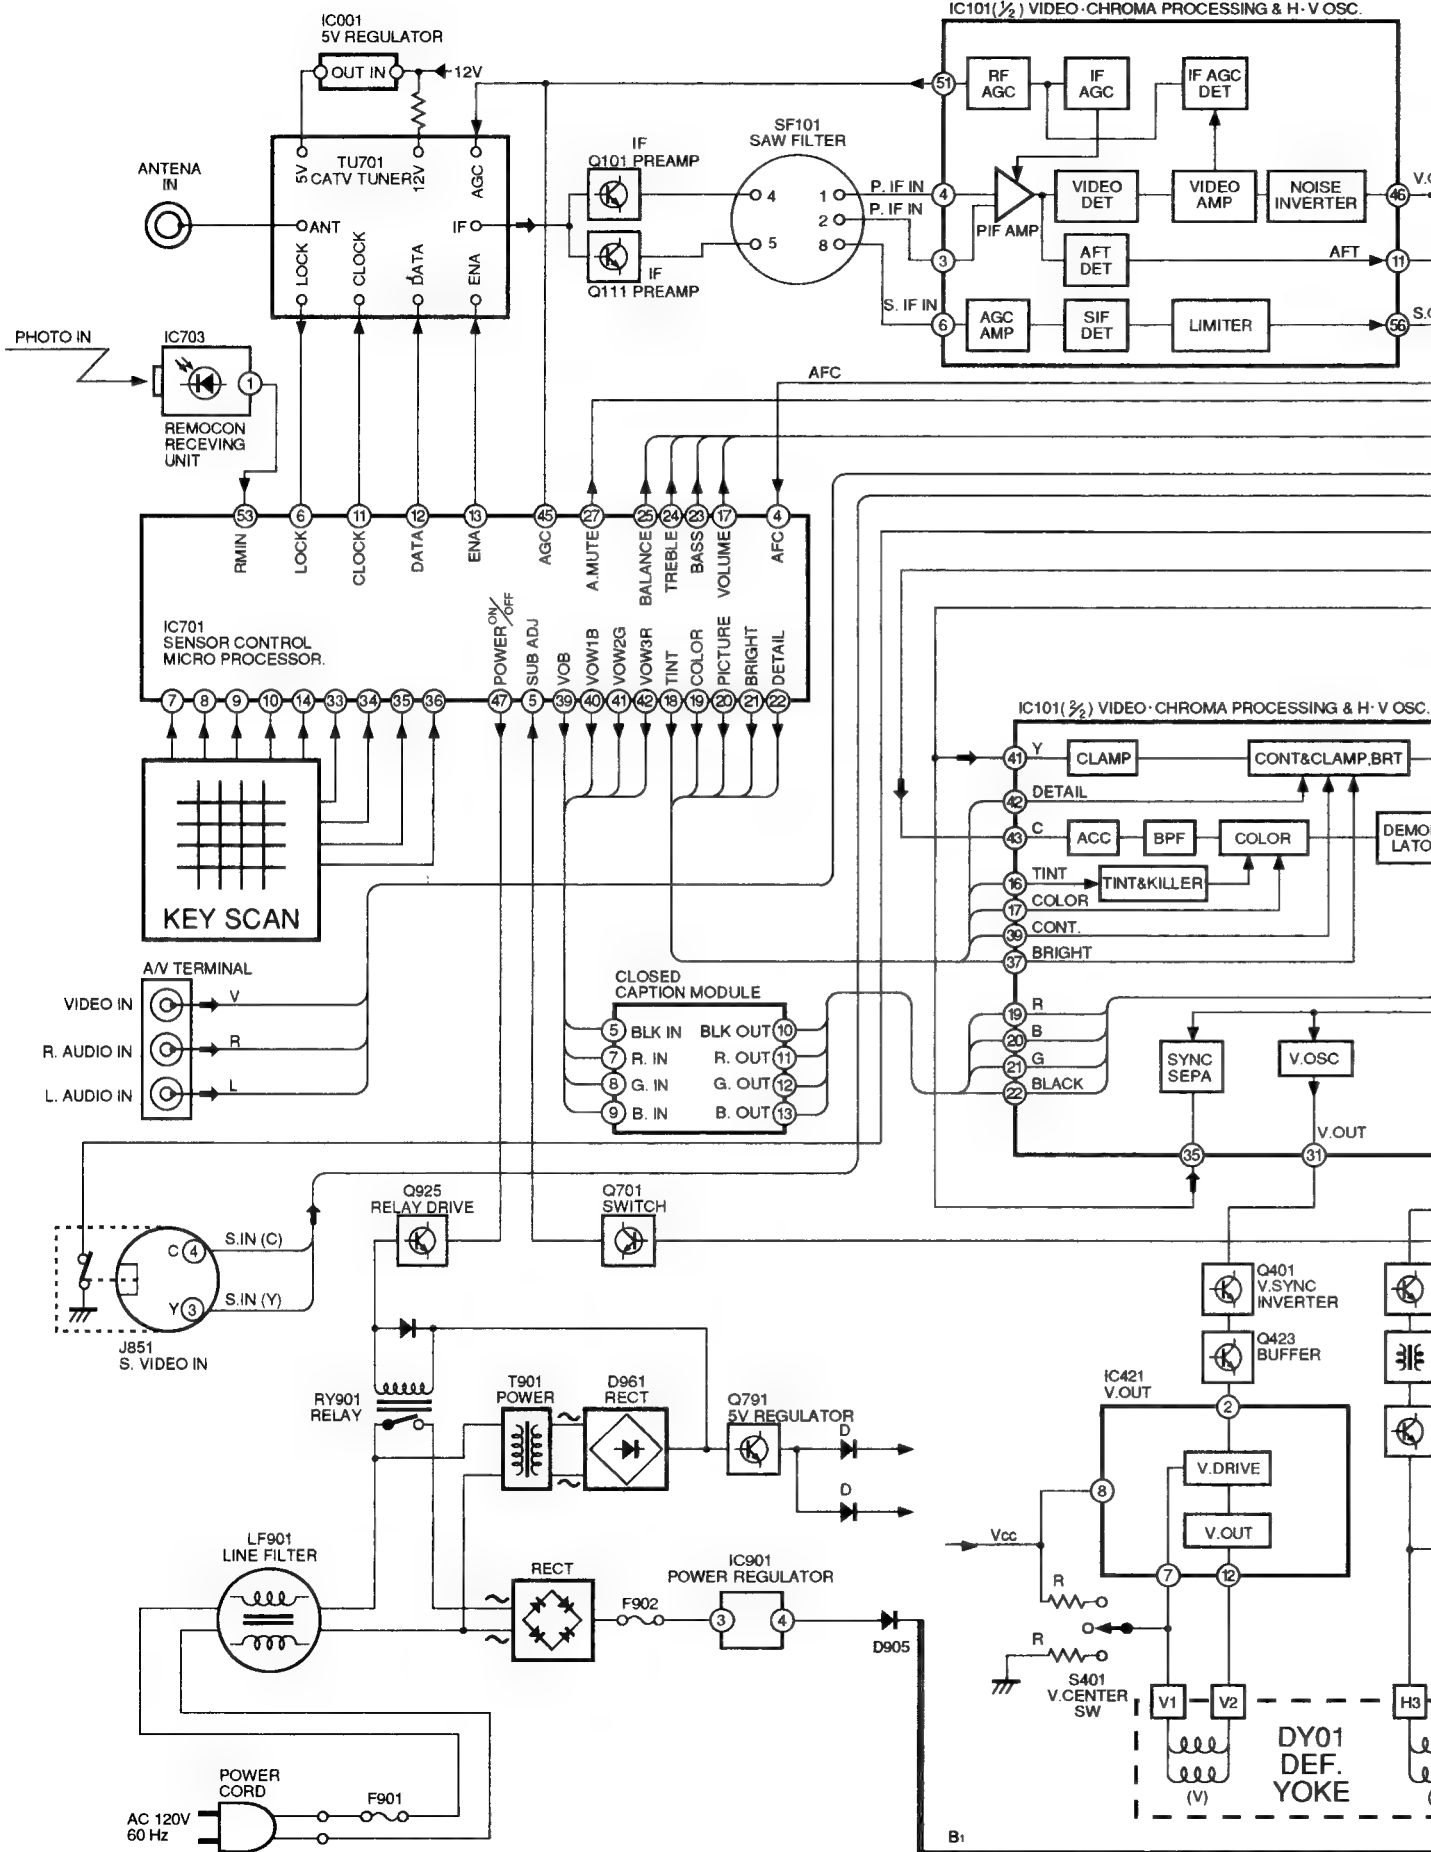 IC001
5V REGULATOR
OUT IN
12V
IC101(1/2) VIDEO·CHROMA PROCESSING & H·V OSC.
51
RF
AGC
IF
AGC
IF AGC
DET
ANTENA
IN
5V
TU701
CATV TUNER
12V
AGC
ANT
IF
LOCK
CLOCK
DATA
ENA
IF
Q101 PREAMP
IF
Q111 PREAMP
SF101
SAW FILTER
4
5
1
2
8
P. IF IN
P. IF IN
S. IF IN
4
3
6
PIF AMP
VIDEO
DET
VIDEO
AMP
NOISE
INVERTER
46
AFT
DET
AFT
11
AGC
AMP
SIF
DET
LIMITER
56
PHOTO IN
IC703
1
REMOCON
RECEVING
UNIT
AFC
53
6
11
12
13
45
27
25
24
23
17
4
RMIN
LOCK
CLOCK
DATA
ENA
AGC
A.MUTE
BALANCE
TREBLE
BASS
VOLUME
AFC
IC701
SENSOR CONTROL
MICRO PROCESSOR.
POWER ON/OFF
SUB ADJ
VOB
VOW1B
VOW2G
VOW3R
TINT
COLOR
PICTURE
BRIGHT
DETAIL
7
8
9
10
14
33
34
35
36
47
5
39
40
41
42
18
19
20
21
22
KEY SCAN
IC101(2/2) VIDEO·CHROMA PROCESSING & H·V OSC.
41
Y
CLAMP
CONT&CLAMP,BRT
42
DETAIL
43
C
ACC
BPF
COLOR
16
TINT
TINT&KILLER
17
COLOR
39
CONT.
37
BRIGHT
19
R
20
B
21
G
22
BLACK
SYNC
SEPA
V.OSC
V.OUT
35
31
A/V TERMINAL
VIDEO IN
V
R. AUDIO IN
R
L. AUDIO IN
L
CLOSED
CAPTION MODULE
5
BLK IN
BLK OUT
10
7
R. IN
R. OUT
11
8
G. IN
G. OUT
12
9
B. IN
B. OUT
13
Q925
RELAY DRIVE
Q701
SWITCH
C
4
S.IN (C)
Y
3
S.IN (Y)
J851
S. VIDEO IN
Q401
V.SYNC
INVERTER
Q423
BUFFER
RY901
RELAY
T901
POWER
D961
RECT
Q791
5V REGULATOR
D
D
IC421
V.OUT
2
V.DRIVE
V.OUT
8
7
12
Vcc
R
R
S401
V.CENTER
SW
LF901
LINE FILTER
RECT
F902
IC901
POWER REGULATOR
3
4
D905
V1
V2
H3
DY01
DEF.
YOKE
(V)
POWER
CORD
F901
AC 120V
60 Hz
B1